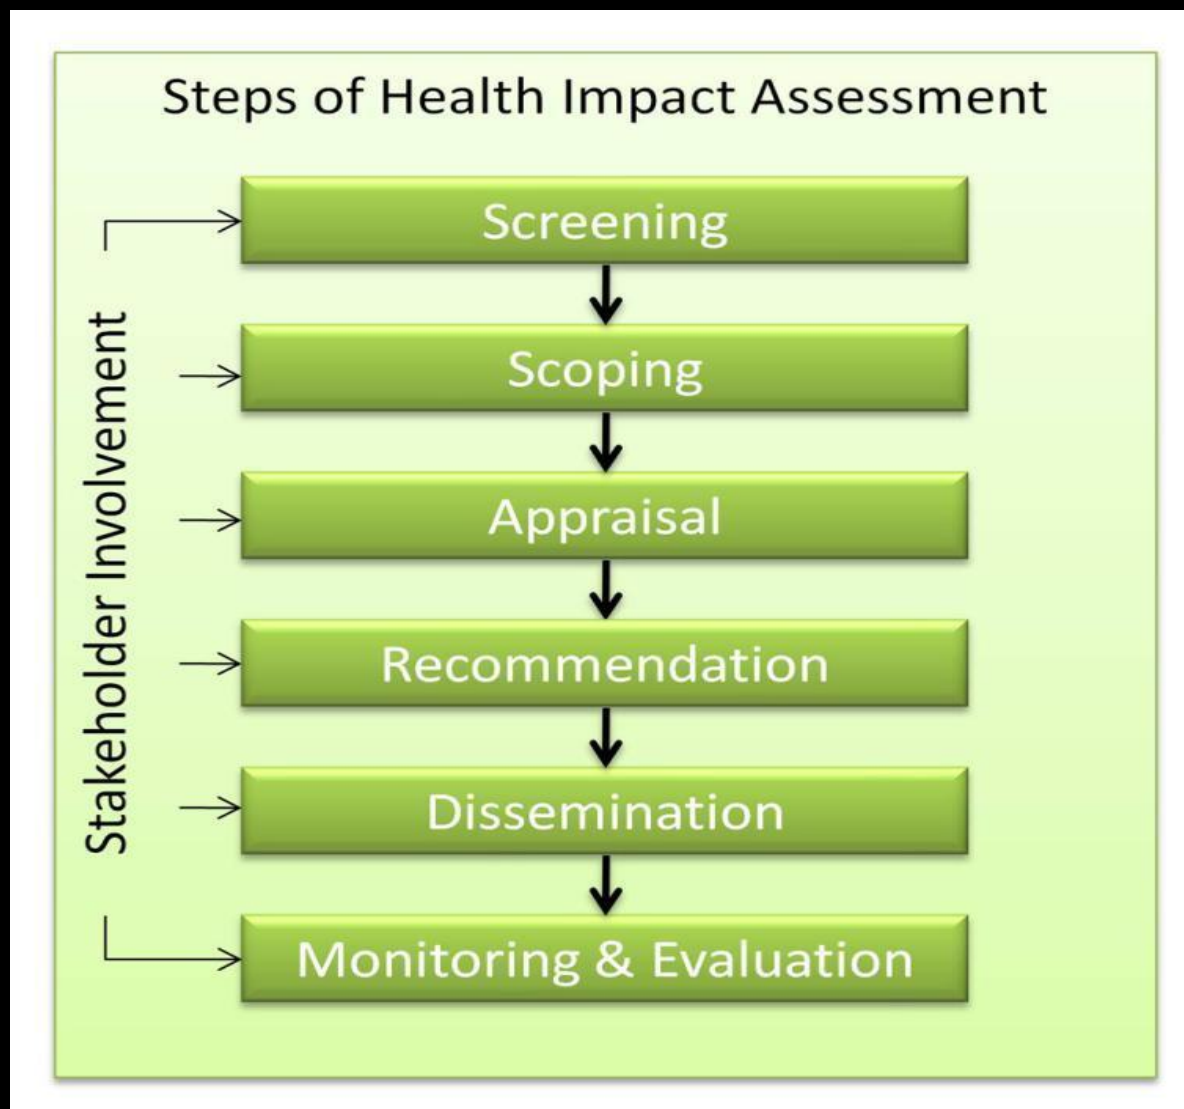 Steps of Health Impact Assessment
Stakeholder Involvement
Screening
Scoping
Appraisal
Recommendation
Dissemination
Monitoring & Evaluation